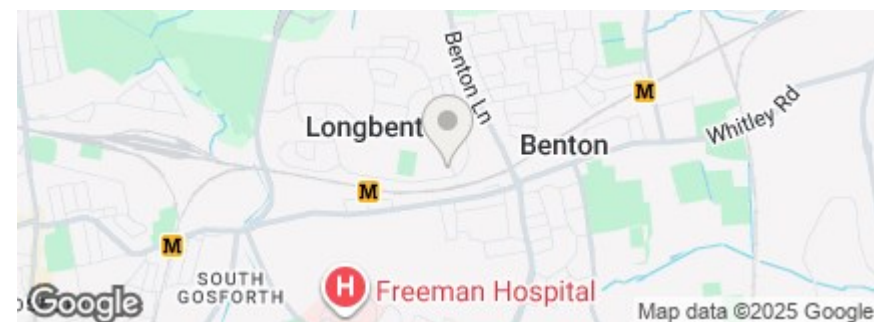 Benton Ln
Longbent
M
Whitley Rd
Benton
M
M
SOUTH
GOSFORTH
H
Freeman Hospital
Google
Map data ©2025 Google